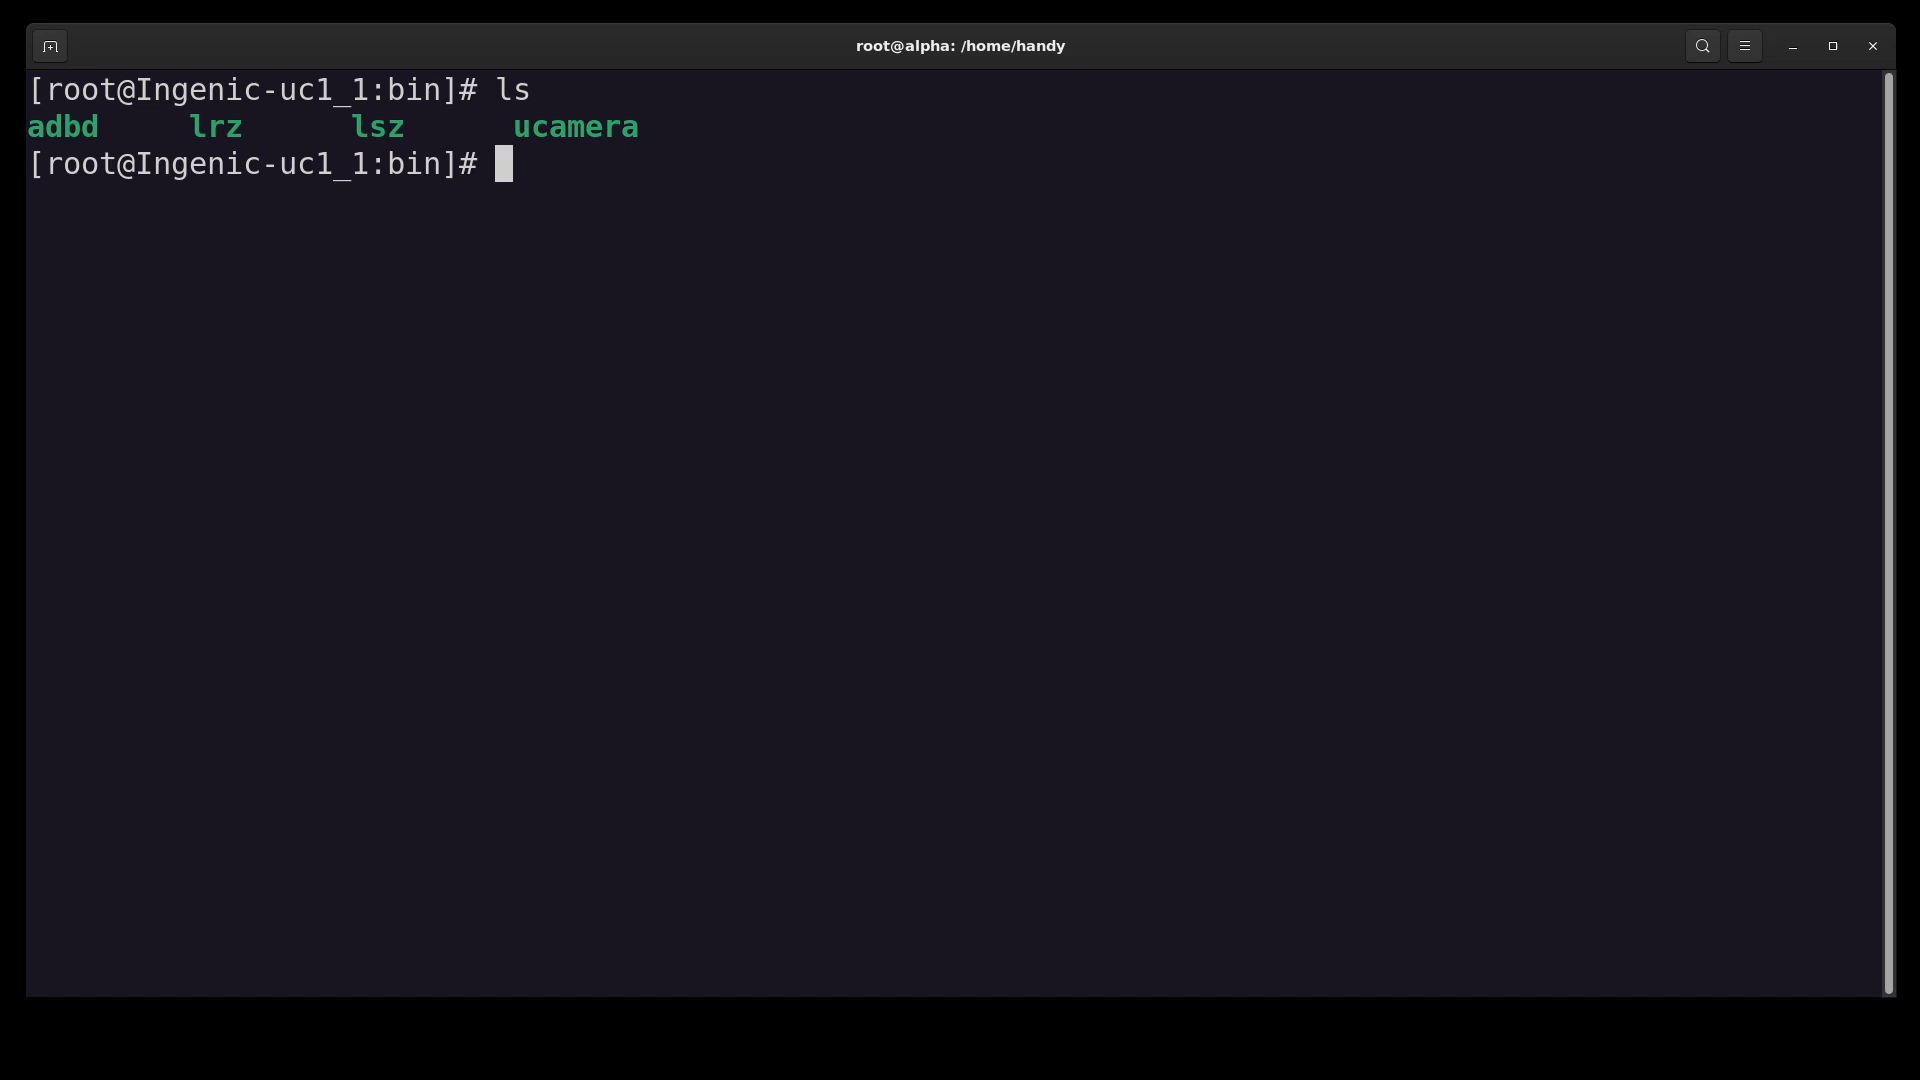 root@alpha: /home/handy
[root@Ingenic-uc1_1:bin]# ls
adbd     lrz      lsz      ucamera
[root@Ingenic-uc1_1:bin]#